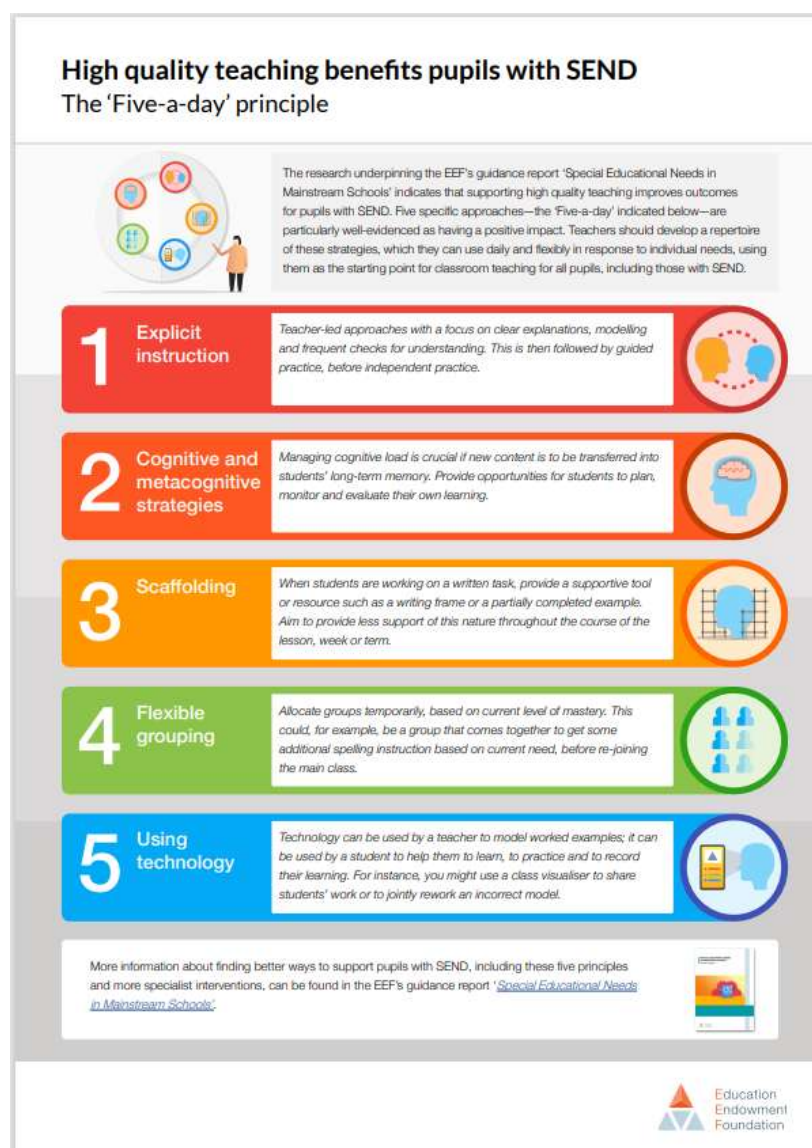 High quality teaching benefits pupils with SEND
The ‘Five-a-day’ principle
The research underpinning the EEF’s guidance report ‘Special Educational Needs in
Mainstream Schools’ indicates that supporting high quality teaching improves outcomes
for pupils with SEND. Five specific approaches—the ‘Five-a-day’ indicated below—are
particularly well-evidenced as having a positive impact. Teachers should develop a repertoire
of these strategies, which they can use daily and flexibly in response to individual needs, using
them as the starting point for classroom teaching for all pupils, including those with SEND.
1
Explicit
instruction
Teacher-led approaches with a focus on clear explanations, modelling
and frequent checks for understanding. This is then followed by guided
practice, before independent practice.
2
Cognitive and
metacognitive
strategies
Managing cognitive load is crucial if new content is to be transferred into
students’ long-term memory. Provide opportunities for students to plan,
monitor and evaluate their own learning.
3
Scaffolding
When students are working on a written task, provide a supportive tool
or resource such as a writing frame or a partially completed example.
Aim to provide less support of this nature throughout the course of the
lesson, week or term.
4
Flexible
grouping
Allocate groups temporarily, based on current level of mastery. This
could, for example, be a group that comes together to get some
additional spelling instruction based on current need, before re-joining
the main class.
5
Using
technology
Technology can be used by a teacher to model worked examples; it can
be used by a student to help them to learn, to practice and to record
their learning. For instance, you might use a class visualiser to share
students’ work or to jointly rework an incorrect model.
More information about finding better ways to support pupils with SEND, including these five principles
and more specialist interventions, can be found in the EEF’s guidance report ‘Special Educational Needs
in Mainstream Schools’.
Education
Endowment
Foundation